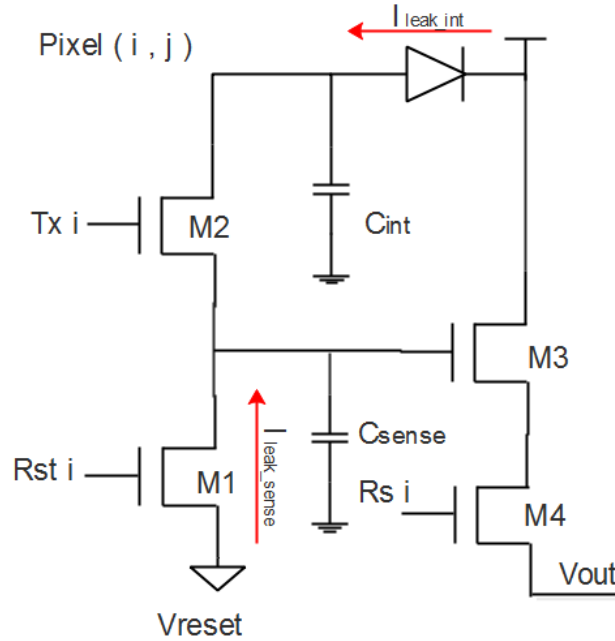 I leak_int
Pixel ( i , j )
Tx i
M2
Cint
M3
I leak_sense
Csense
Rst i
M1
Rs i
M4
Vout
Vreset